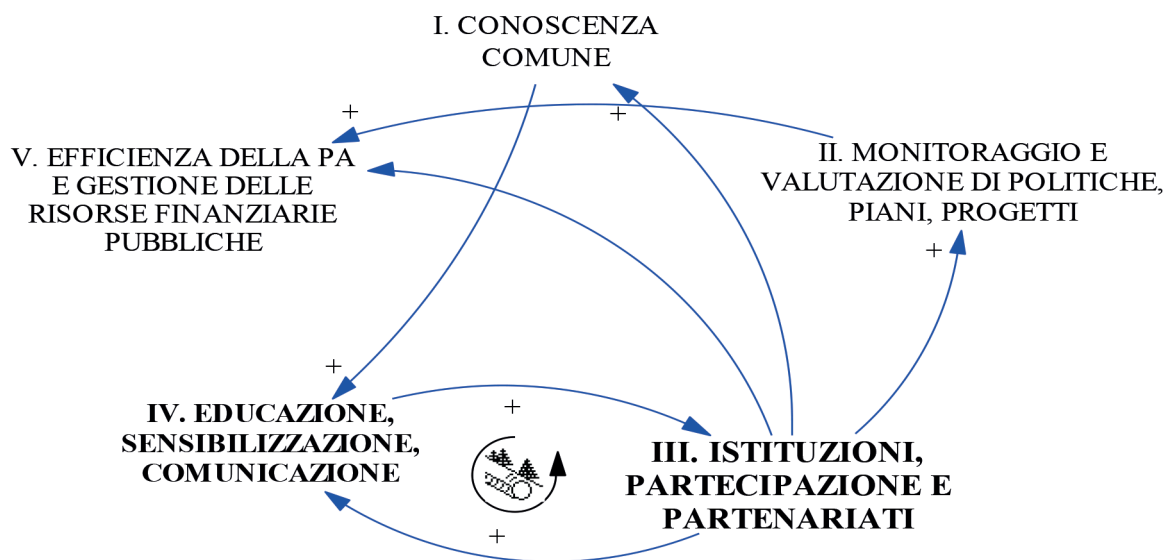 I. CONOSCENZA
COMUNE
+
+
V. EFFICIENZA DELLA PA
E GESTIONE DELLE
RISORSE FINANZIARIE
PUBBLICHE
II. MONITORAGGIO E
VALUTAZIONE DI POLITICHE,
PIANI, PROGETTI
+
+
IV. EDUCAZIONE,
SENSIBILIZZAZIONE,
COMUNICAZIONE
+
III. ISTITUZIONI,
PARTECIPAZIONE E
PARTENARIATI
+